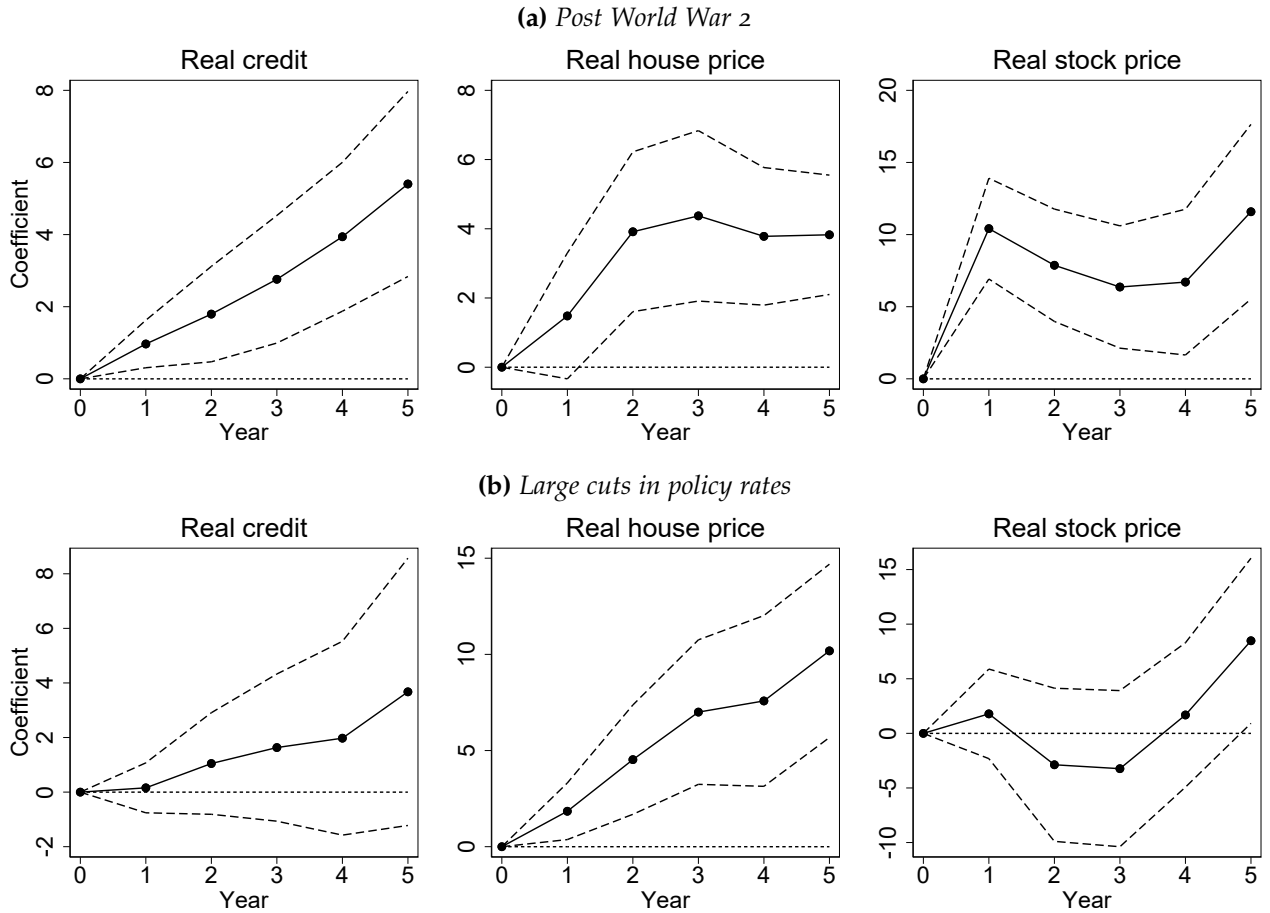 (a) Post World War 2
Real credit
Real house price
Real stock price
Coefficient
8
6
4
2
0
8
6
4
2
0
20
15
10
5
0
0 1 2 3 4 5
0 1 2 3 4 5
0 1 2 3 4 5
Year
Year
Year
(b) Large cuts in policy rates
Real credit
Real house price
Real stock price
Coefficient
8
6
4
2
0
-2
15
10
5
0
15
10
5
0
-5
-10
0 1 2 3 4 5
0 1 2 3 4 5
0 1 2 3 4 5
Year
Year
Year